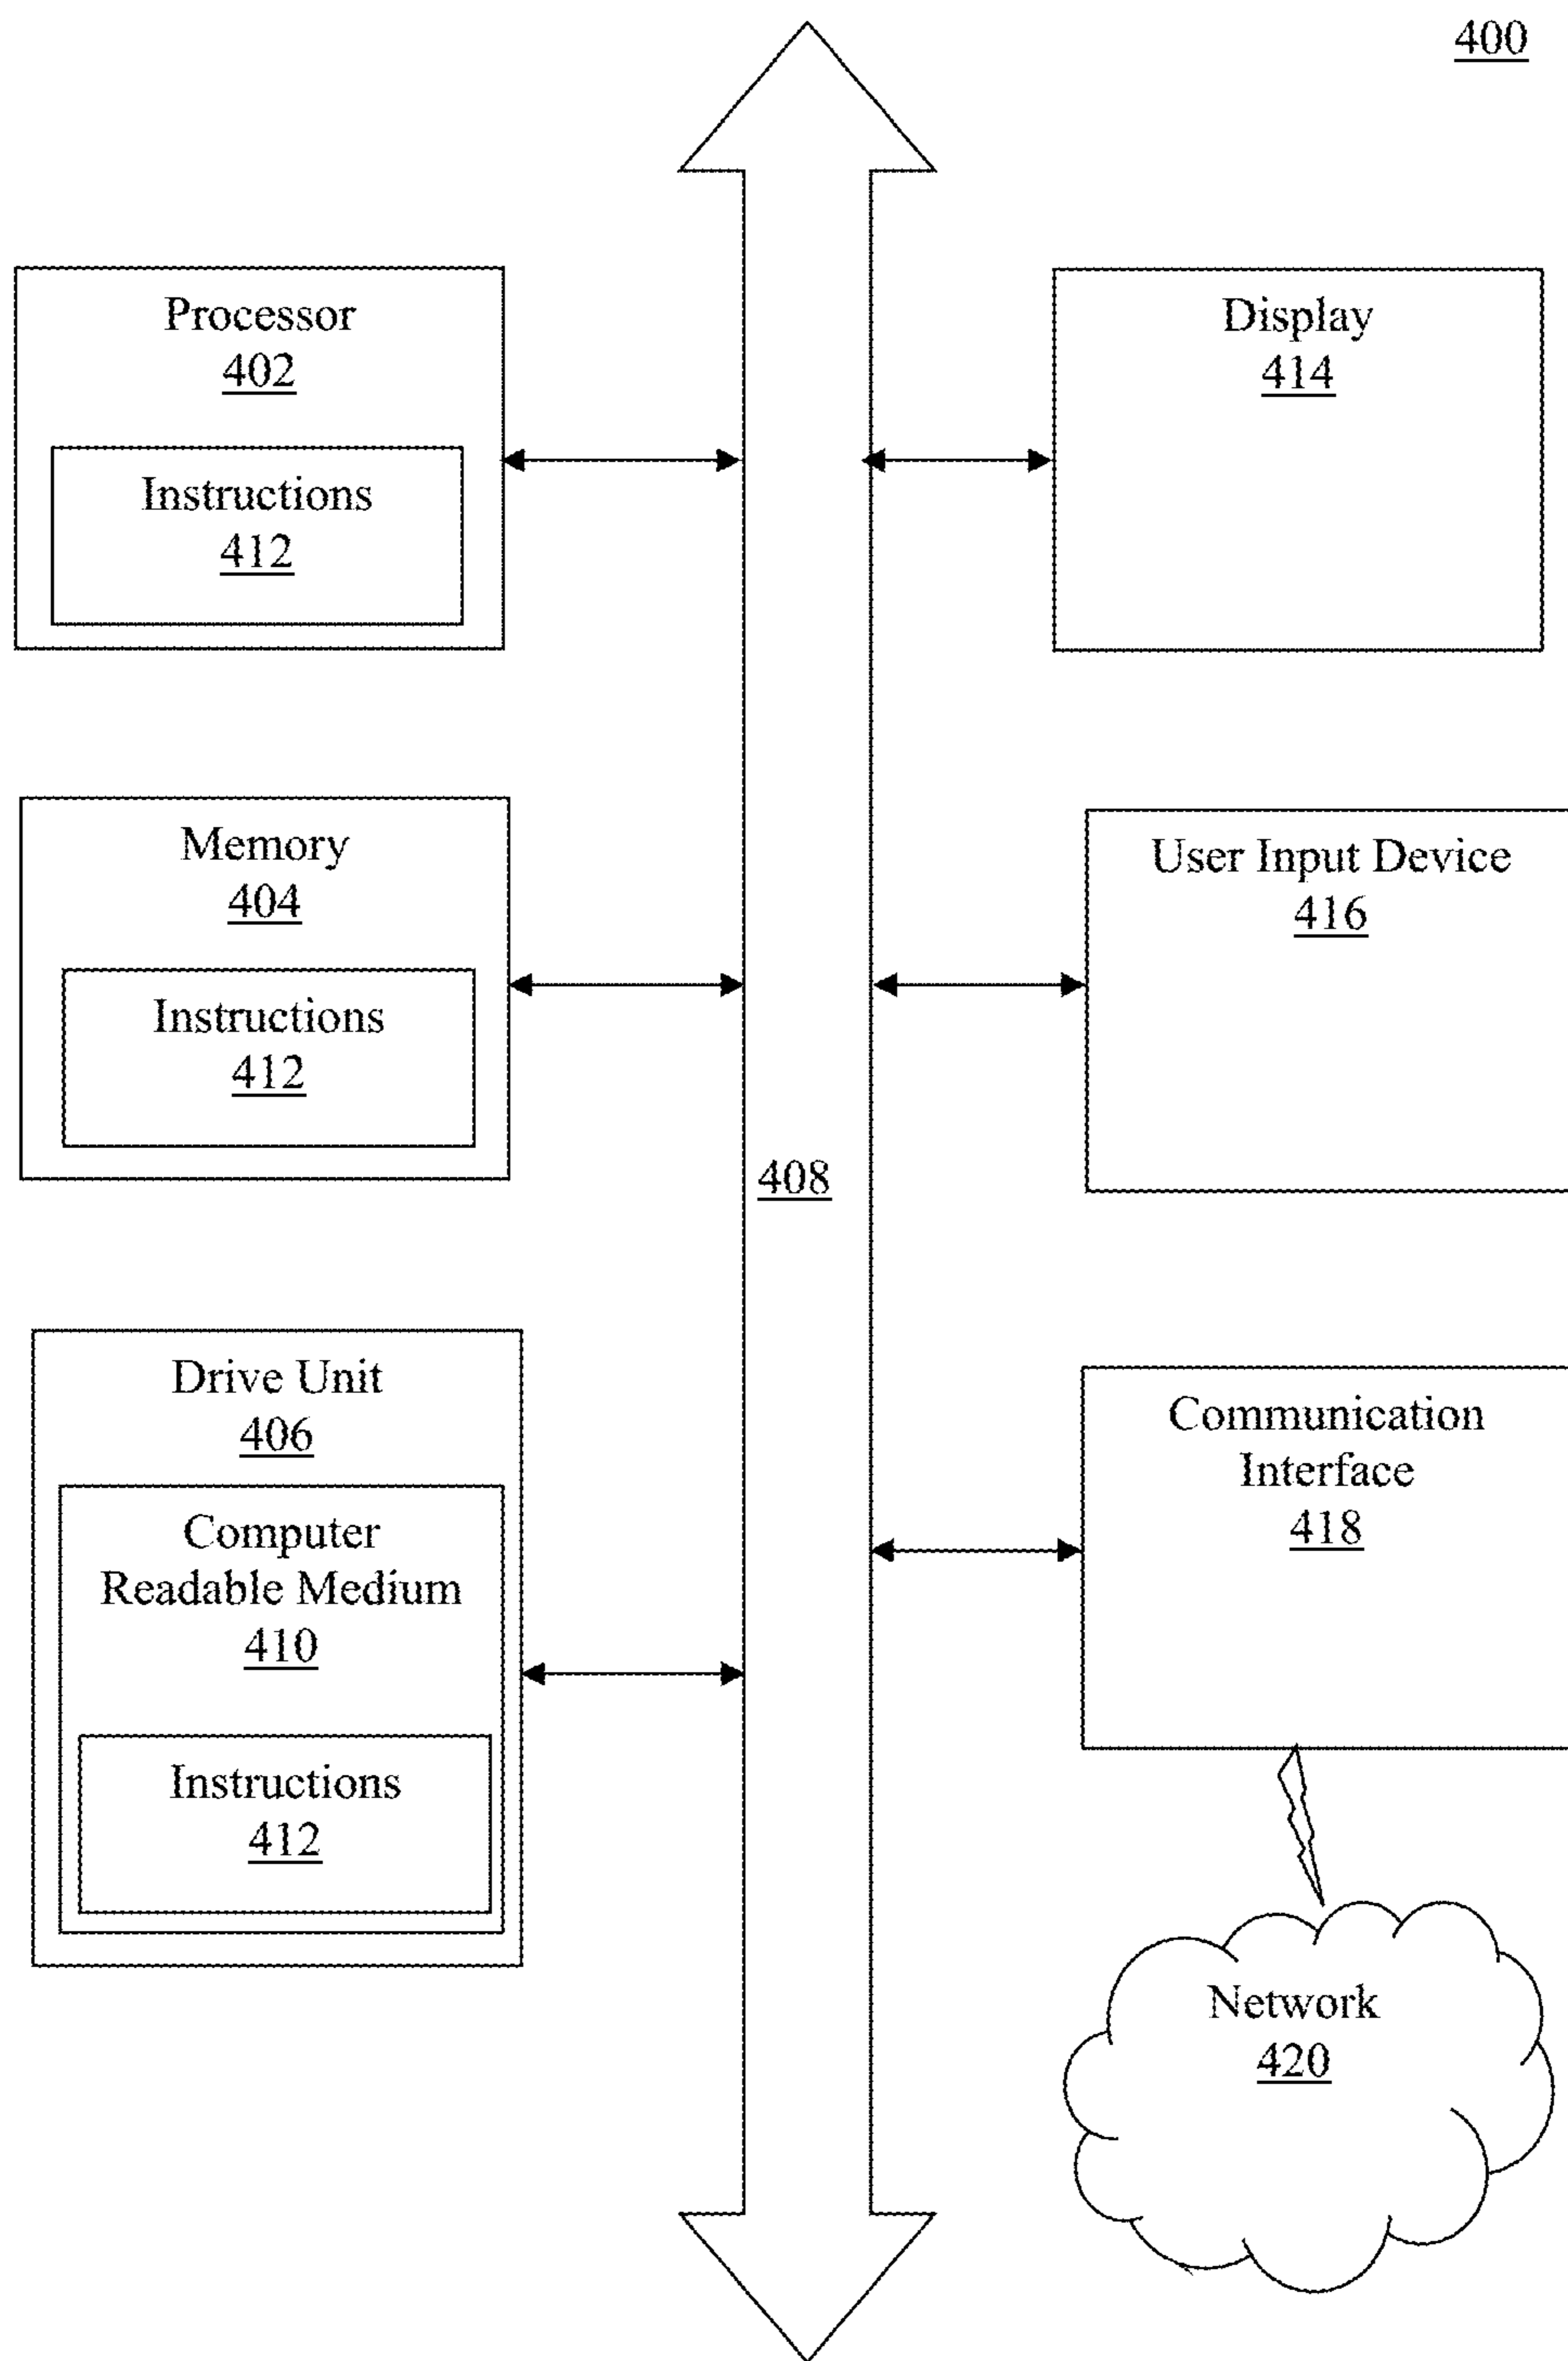 400
Processor
402
Instructions
412
Display
414
Memory
404
Instructions
412
User Input Device
416
408
Drive Unit
406
Computer
Readable Medium
410
Instructions
412
Communication
Interface
418
Network
420